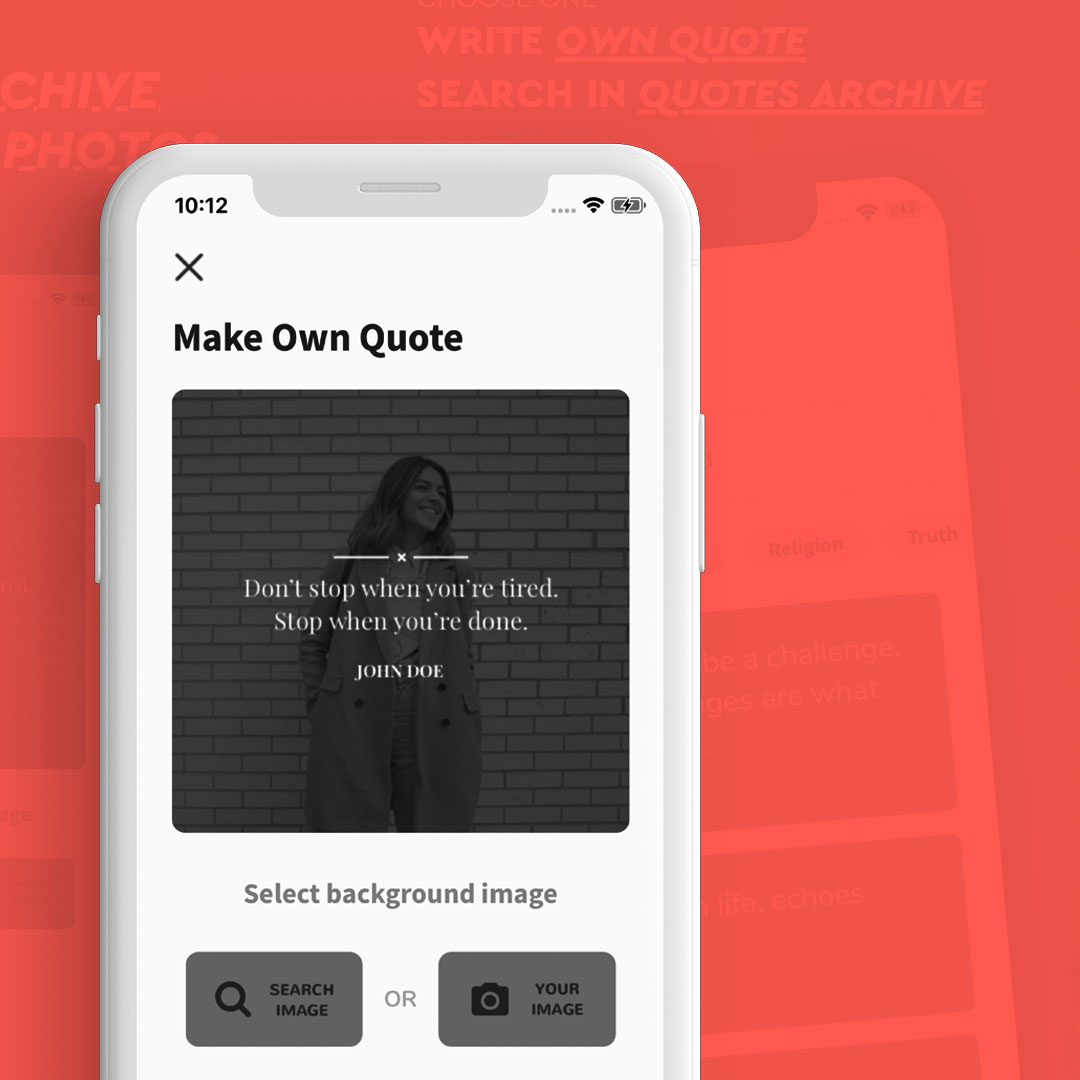 CHOOSE ONE
WRITE OWN QUOTE
SEARCH IN QUOTES ARCHIVE
CHIVE
PHOTOS
10:12
Make Own Quote
Don’t stop when you’re tired.
Stop when you’re done.
JOHN DOE
Select background image
SEARCH
IMAGE
OR
YOUR
IMAGE
Religion
Truth
be a challenge,
ges are what
life, echoes
YOUR
IMAGE